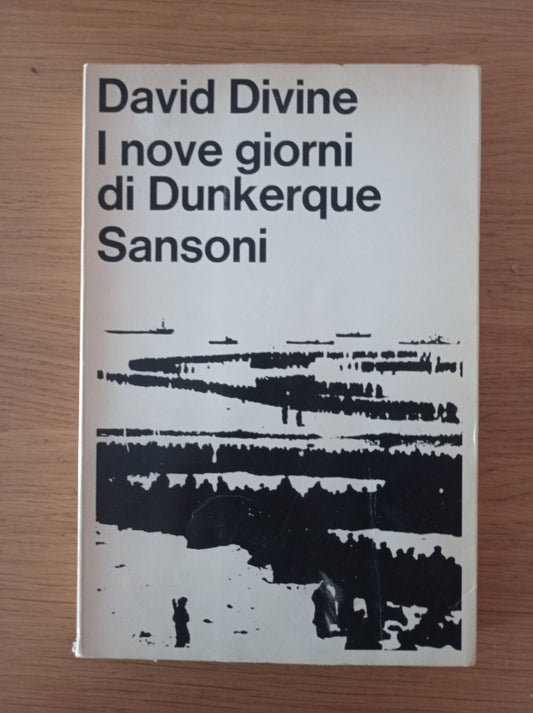 David Divine
I nove giorni
di Dunkerque
Sansoni